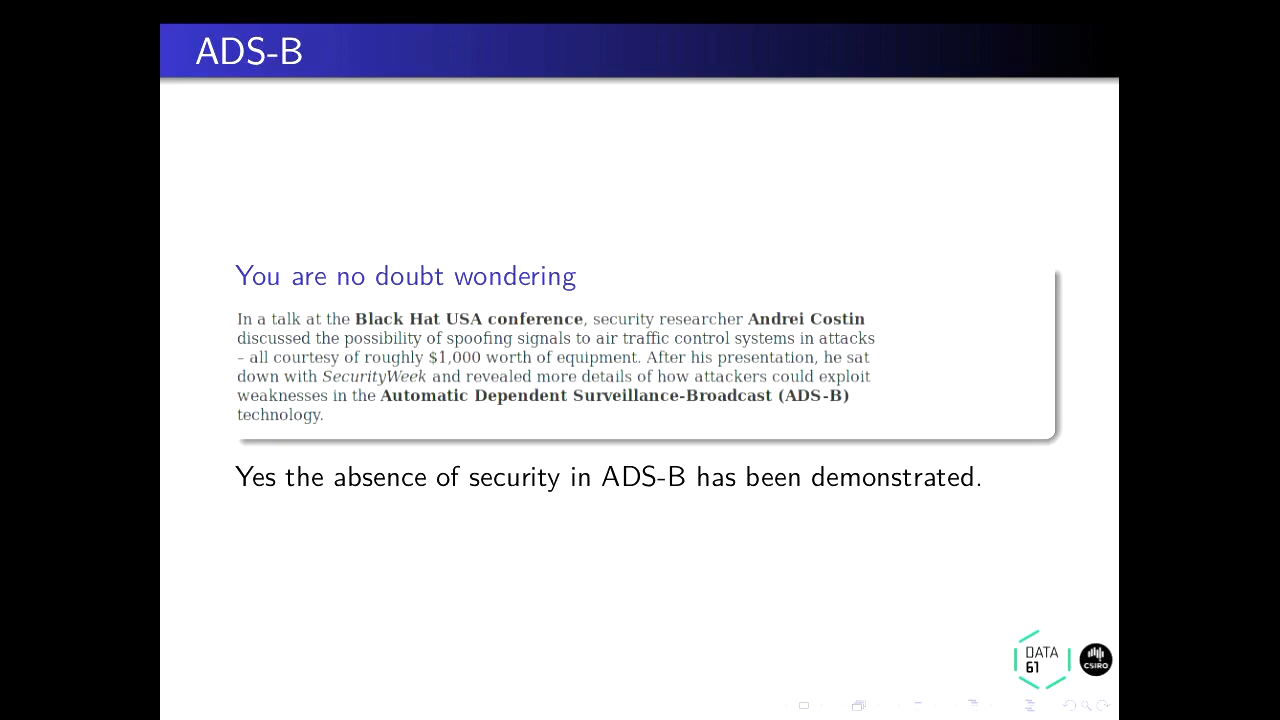 ADS-B
You are no doubt wondering
In a talk at the Black Hat USA conference, security researcher Andrei Costin
discussed the possibility of spoofing signals to air traffic control systems in attacks
– all courtesy of roughly $1,000 worth of equipment. After his presentation, he sat
down with SecurityWeek and revealed more details of how attackers could exploit
weaknesses in the Automatic Dependent Surveillance-Broadcast (ADS-B)
technology.
Yes the absence of security in ADS-B has been demonstrated.
DATA
61
CSIRO